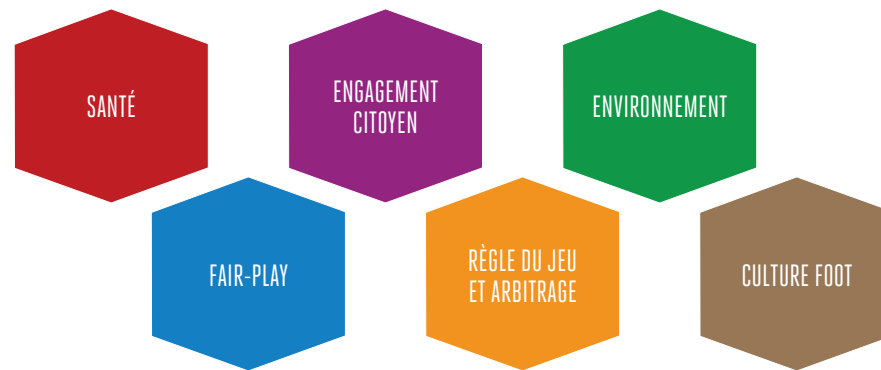 SANTÉ
ENGAGEMENT
CITOYEN
ENVIRONNEMENT
FAIR-PLAY
RÈGLE DU JEU
ET ARBITRAGE
CULTURE FOOT